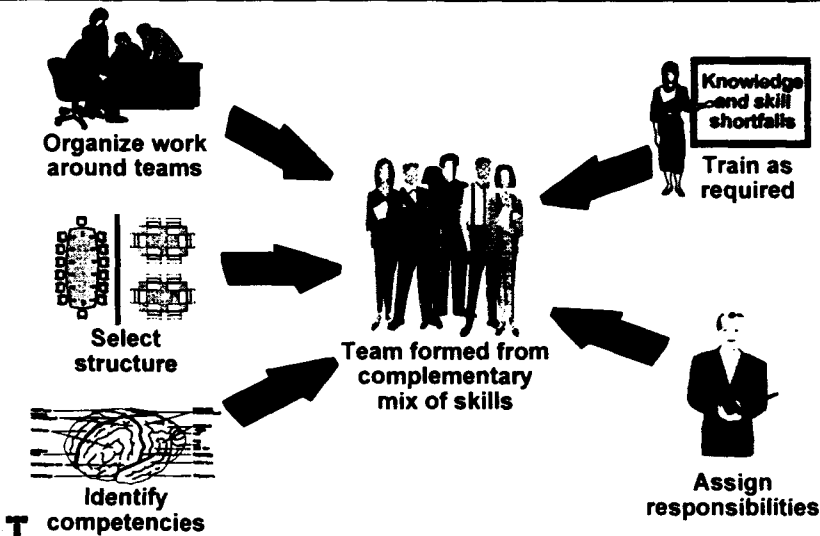 Organize work
around teams
Select
structure
Identify
competencies
Team formed from
complementary
mix of skills
Knowledge
and skill
shortfalls
Train as
required
Assign
responsibilities
T